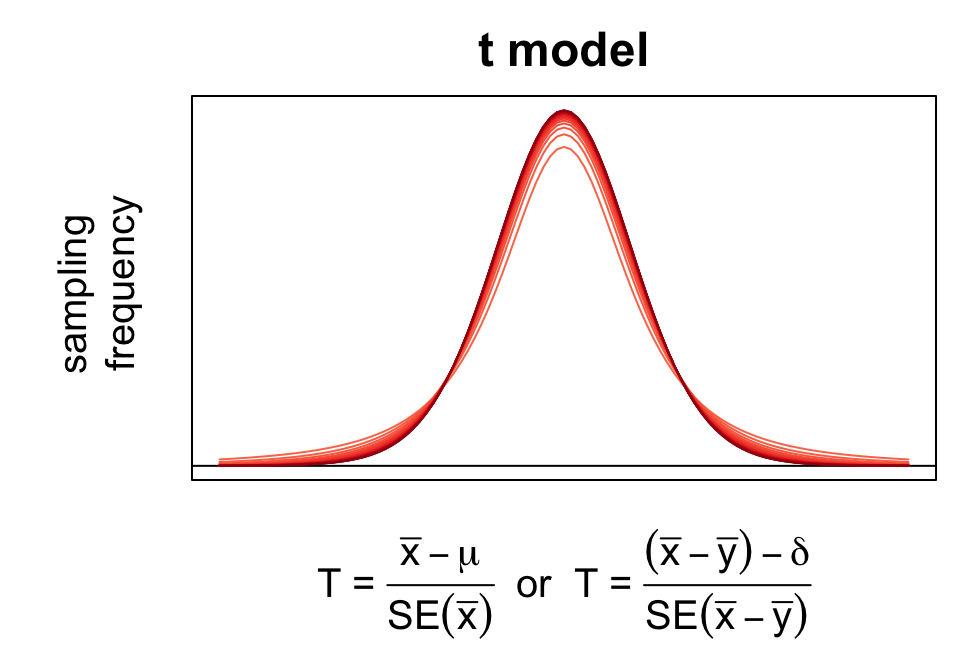 t model
sampling
frequency
T = (x̅ − μ) / SE(x̅) or T = ((x̅ − y̅) − δ) / SE(x̅ − y̅)